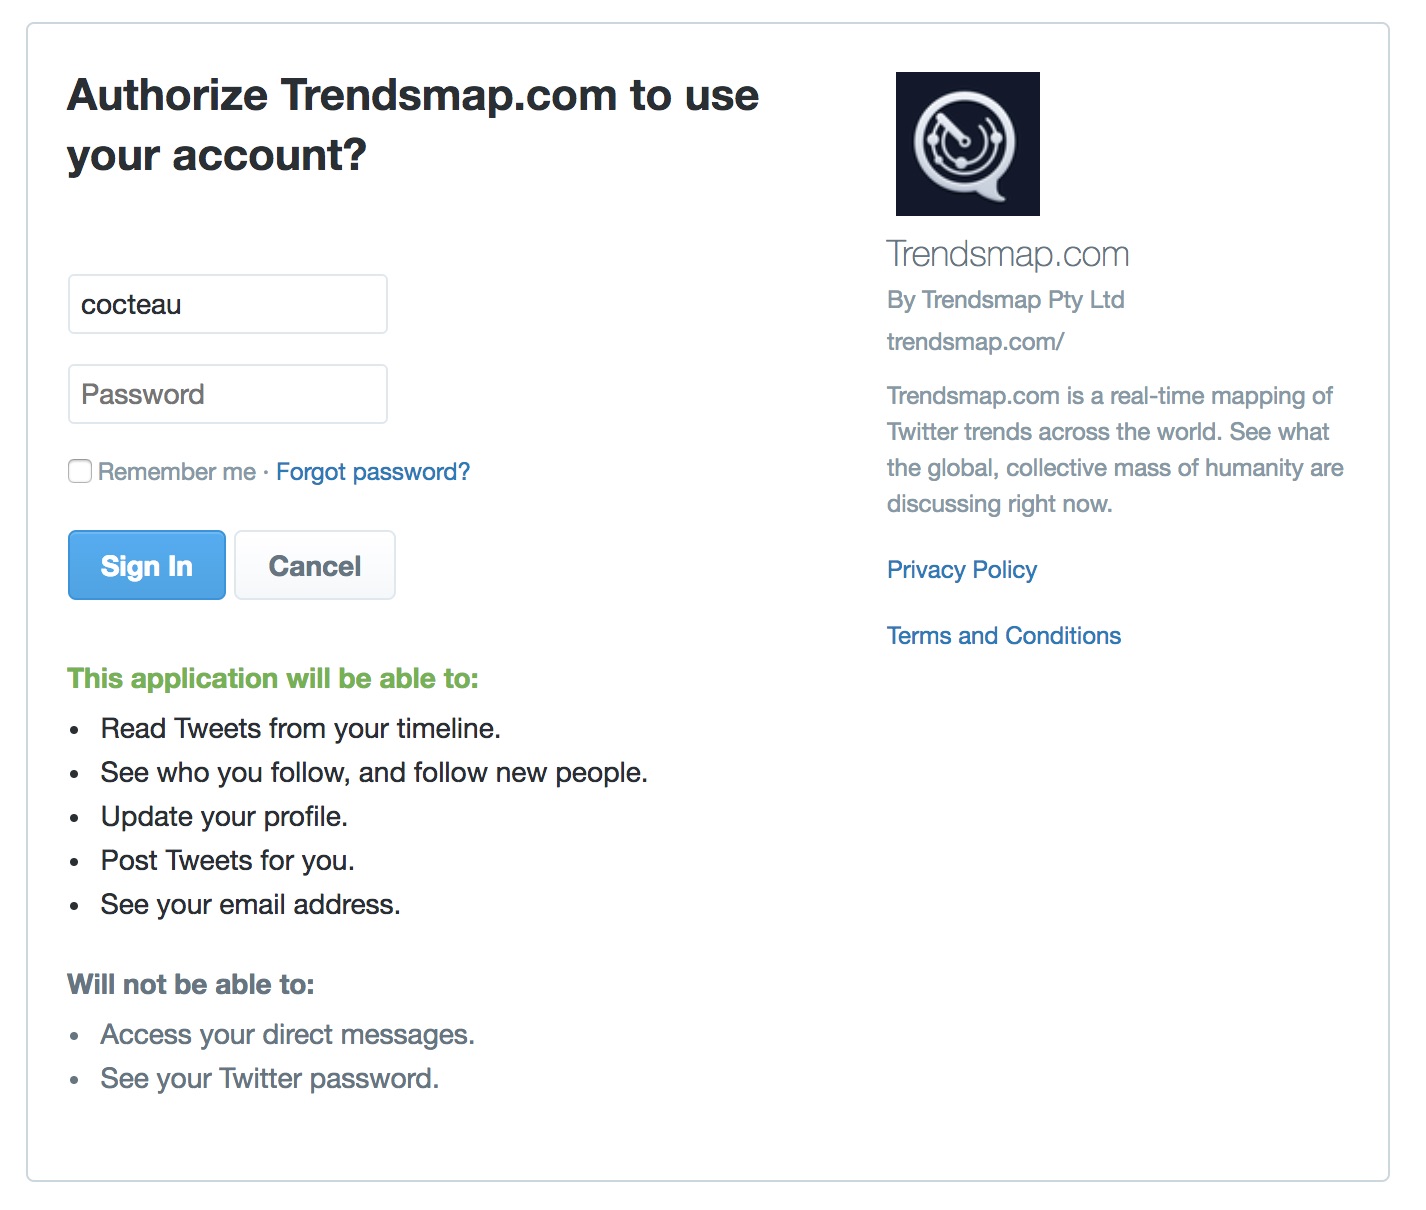 Authorize Trendsmap.com to use
your account?
cocteau
Password
Remember me · Forgot password?
Sign In Cancel
This application will be able to:
• Read Tweets from your timeline.
• See who you follow, and follow new people.
• Update your profile.
• Post Tweets for you.
• See your email address.
Will not be able to:
• Access your direct messages.
• See your Twitter password.
Trendsmap.com
By Trendsmap Pty Ltd
trendsmap.com/
Trendsmap.com is a real-time mapping of
Twitter trends across the world. See what
the global, collective mass of humanity are
discussing right now.
Privacy Policy
Terms and Conditions